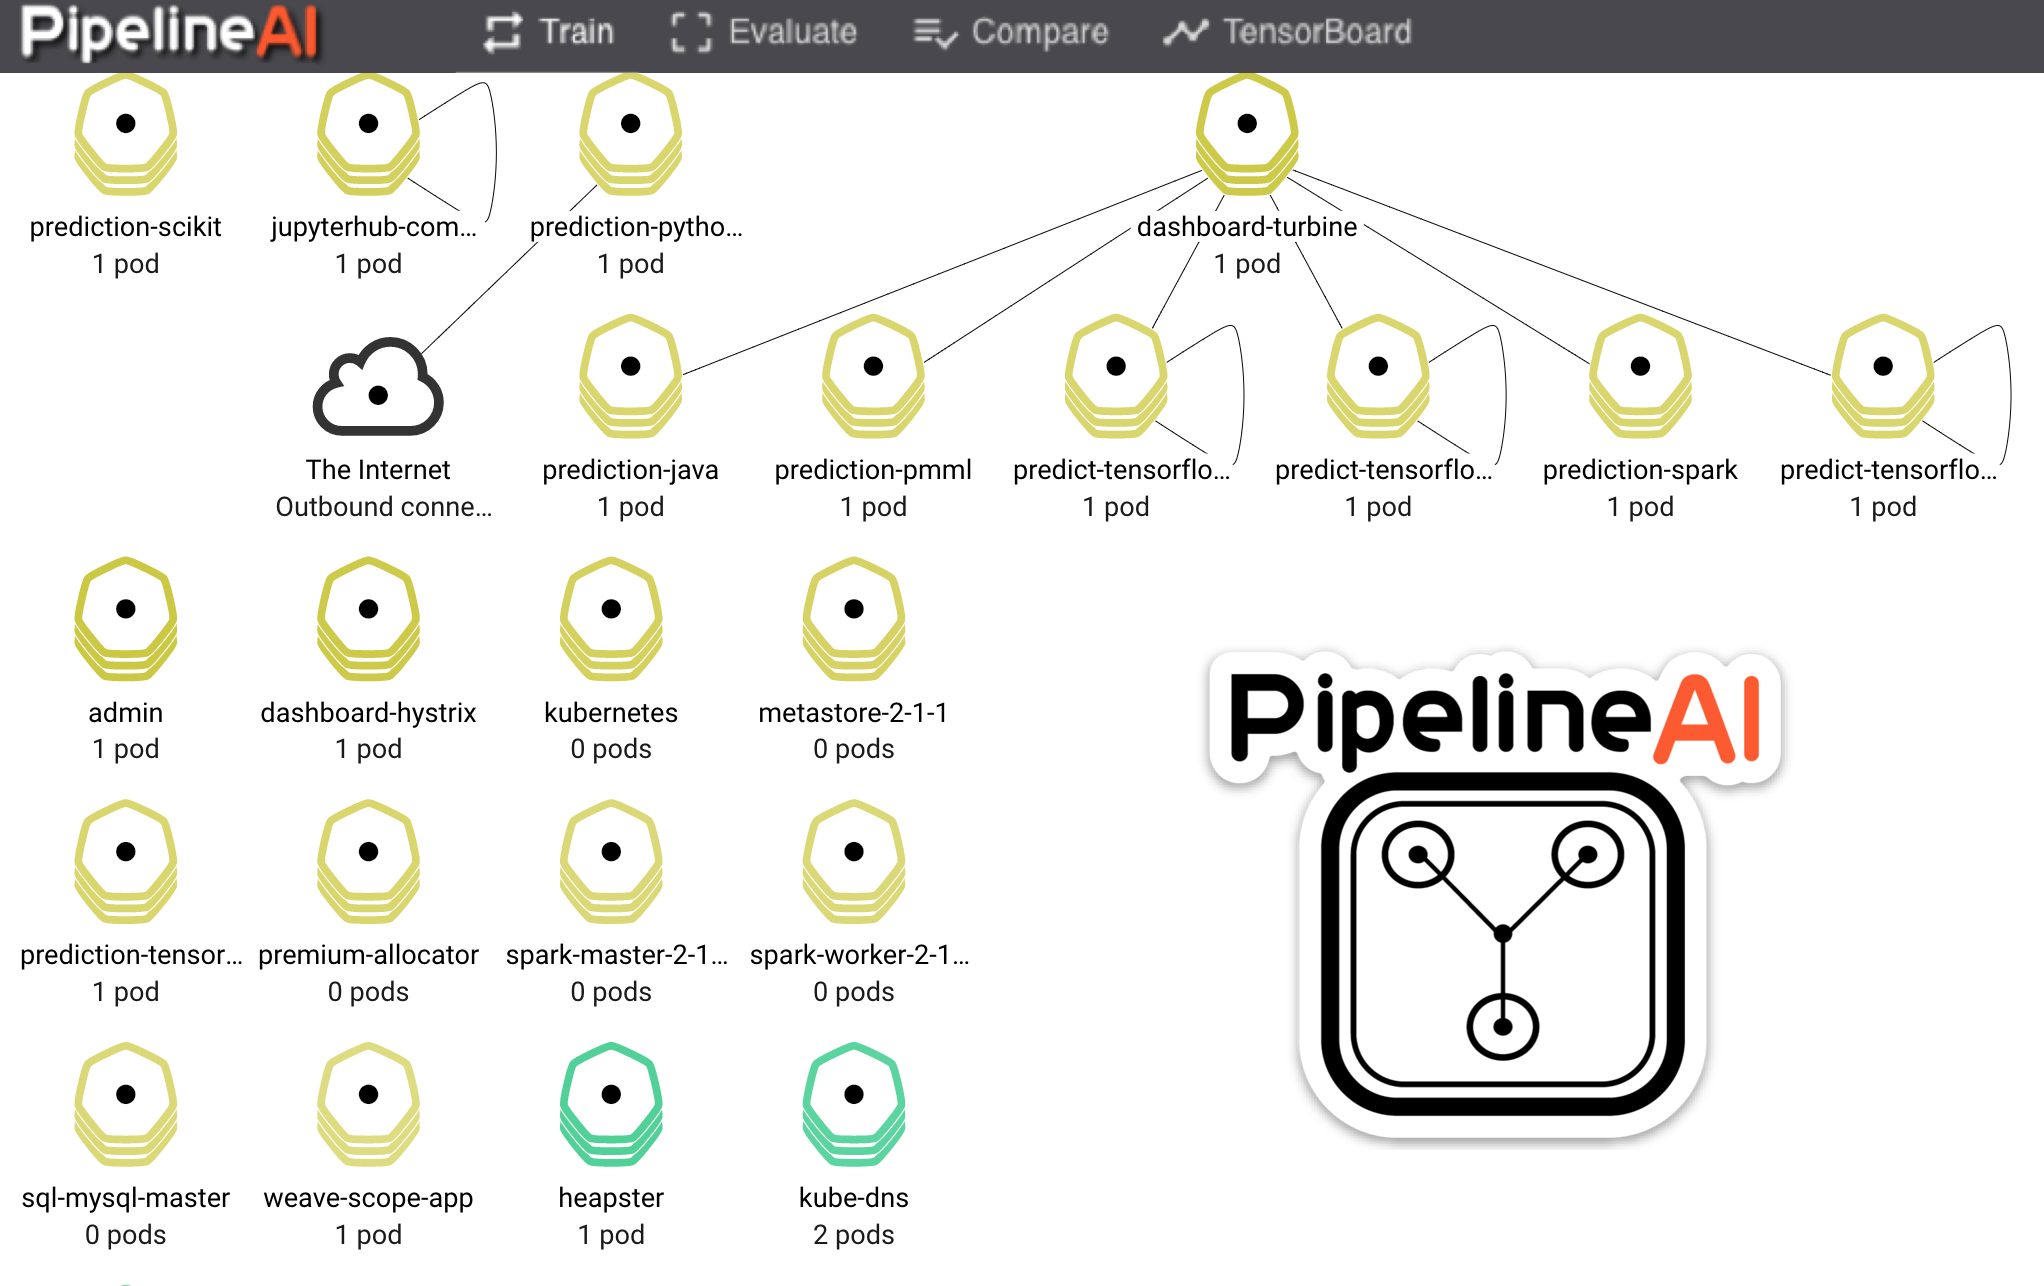 PipelineAI
Train
Evaluate
Compare
TensorBoard
prediction-scikit
1 pod
jupyterhub-com...
1 pod
prediction-pytho...
1 pod
dashboard-turbine
1 pod
The Internet
Outbound conne...
prediction-java
1 pod
prediction-pmml
1 pod
predict-tensorflo...
1 pod
predict-tensorflo...
1 pod
prediction-spark
1 pod
predict-tensorflo...
1 pod
admin
1 pod
dashboard-hystrix
1 pod
kubernetes
0 pods
metastore-2-1-1
0 pods
PipelineAI
prediction-tensor...
1 pod
premium-allocator
0 pods
spark-master-2-1...
0 pods
spark-worker-2-1...
0 pods
sql-mysql-master
0 pods
weave-scope-app
1 pod
heapster
1 pod
kube-dns
2 pods